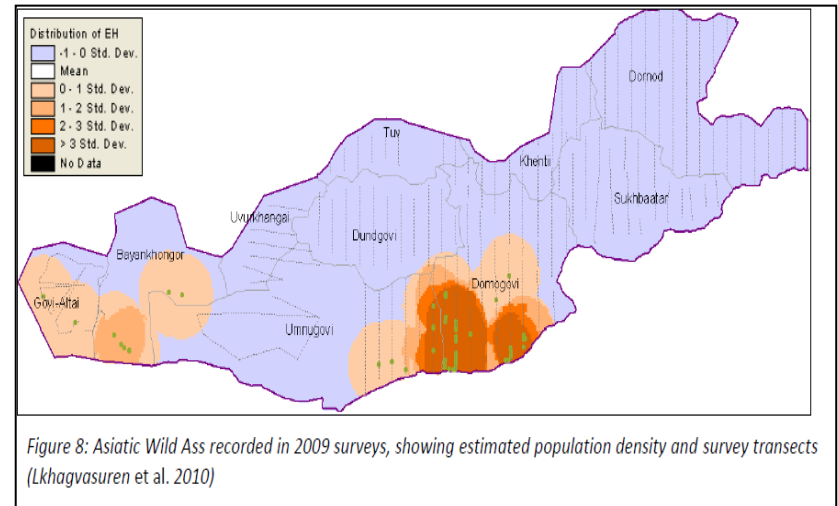 Distribution of EH
-1 - 0 Std. Dev.
Mean
0 - 1 Std. Dev.
1 - 2 Std. Dev.
2 - 3 Std. Dev.
> 3 Std. Dev.
No Data
Dornod
Tuv
Khentii
Sukhbaatar
Uvurkhangai
Dundgovi
Bayankhongor
Dornogovi
Govi-Altai
Umnugovi
Figure 8: Asiatic Wild Ass recorded in 2009 surveys, showing estimated population density and survey transects
(Lkhagvasuren et al. 2010)